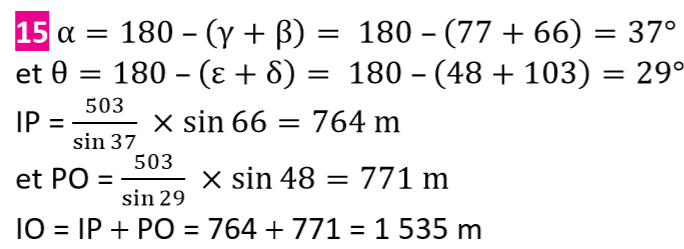 15 α = 180 – (γ + β) = 180 – (77 + 66) = 37°
et θ = 180 – (ε + δ) = 180 – (48 + 103) = 29°
IP = 503/sin 37 × sin 66 = 764 m
et PO = 503/sin 29 × sin 48 = 771 m
IO = IP + PO = 764 + 771 = 1 535 m